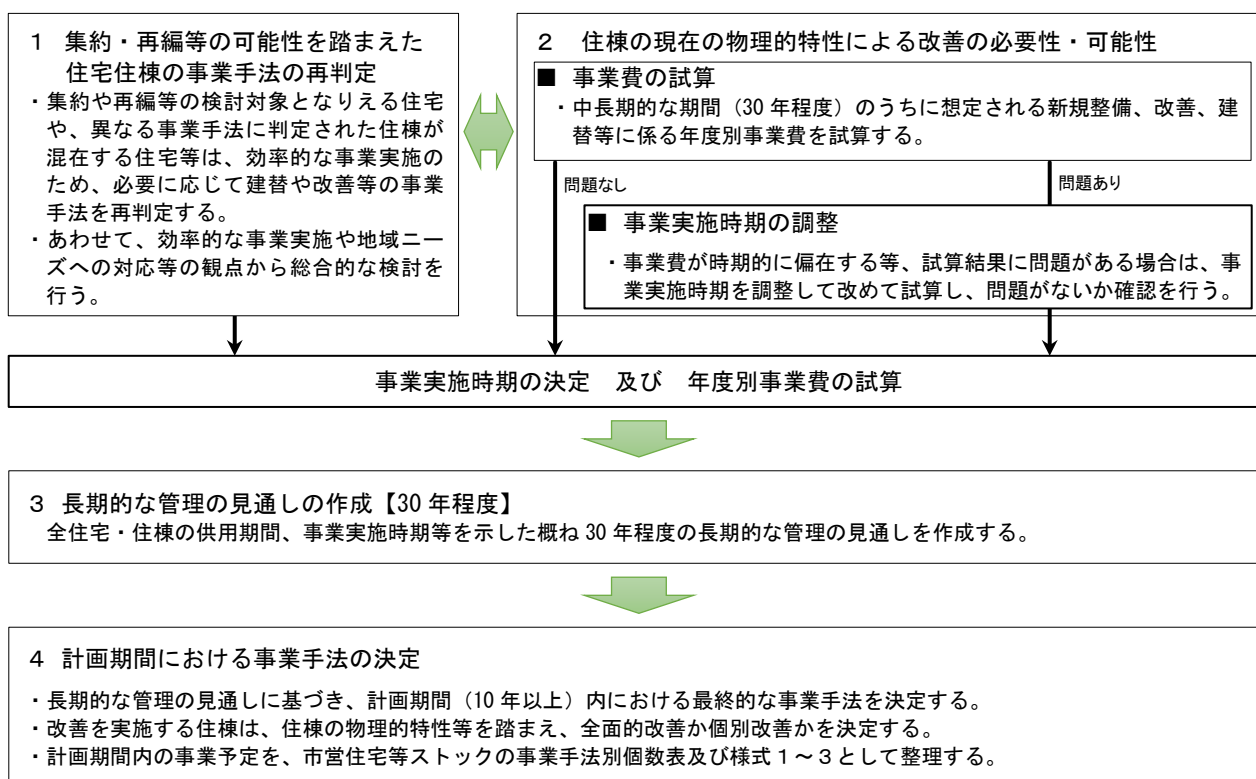 １　集約・再編等の可能性を踏まえた
住宅住棟の事業手法の再判定
・集約や再編等の検討対象となりえる住宅
や、異なる事業手法に判定された住棟が
混在する住宅等は、効率的な事業実施の
ため、必要に応じて建替や改善等の事業
手法を再判定する。
・あわせて、効率的な事業実施や地域ニー
ズへの対応等の観点から総合的な検討を
行う。
２　住棟の現在の物理的特性による改善の必要性・可能性
■　事業費の試算
・中長期的な期間（30 年程度）のうちに想定される新規整備、改善、建
替等に係る年度別事業費を試算する。
問題なし
問題あり
■　事業実施時期の調整
・事業費が時期的に偏在する等、試算結果に問題がある場合は、事
業実施時期を調整して改めて試算し、問題がないか確認を行う。
事業実施時期の決定　及び　年度別事業費の試算
３　長期的な管理の見通しの作成【30 年程度】
全住宅・住棟の供用期間、事業実施時期等を示した概ね 30 年程度の長期的な管理の見通しを作成する。
４　計画期間における事業手法の決定
・長期的な管理の見通しに基づき、計画期間（10 年以上）内における最終的な事業手法を決定する。
・改善を実施する住棟は、住棟の物理的特性等を踏まえ、全面的改善か個別改善かを決定する。
・計画期間内の事業予定を、市営住宅等ストックの事業手法別個数表及び様式１～３として整理する。